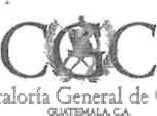 CGC
raloría General de
GUATEMALA, C.A.